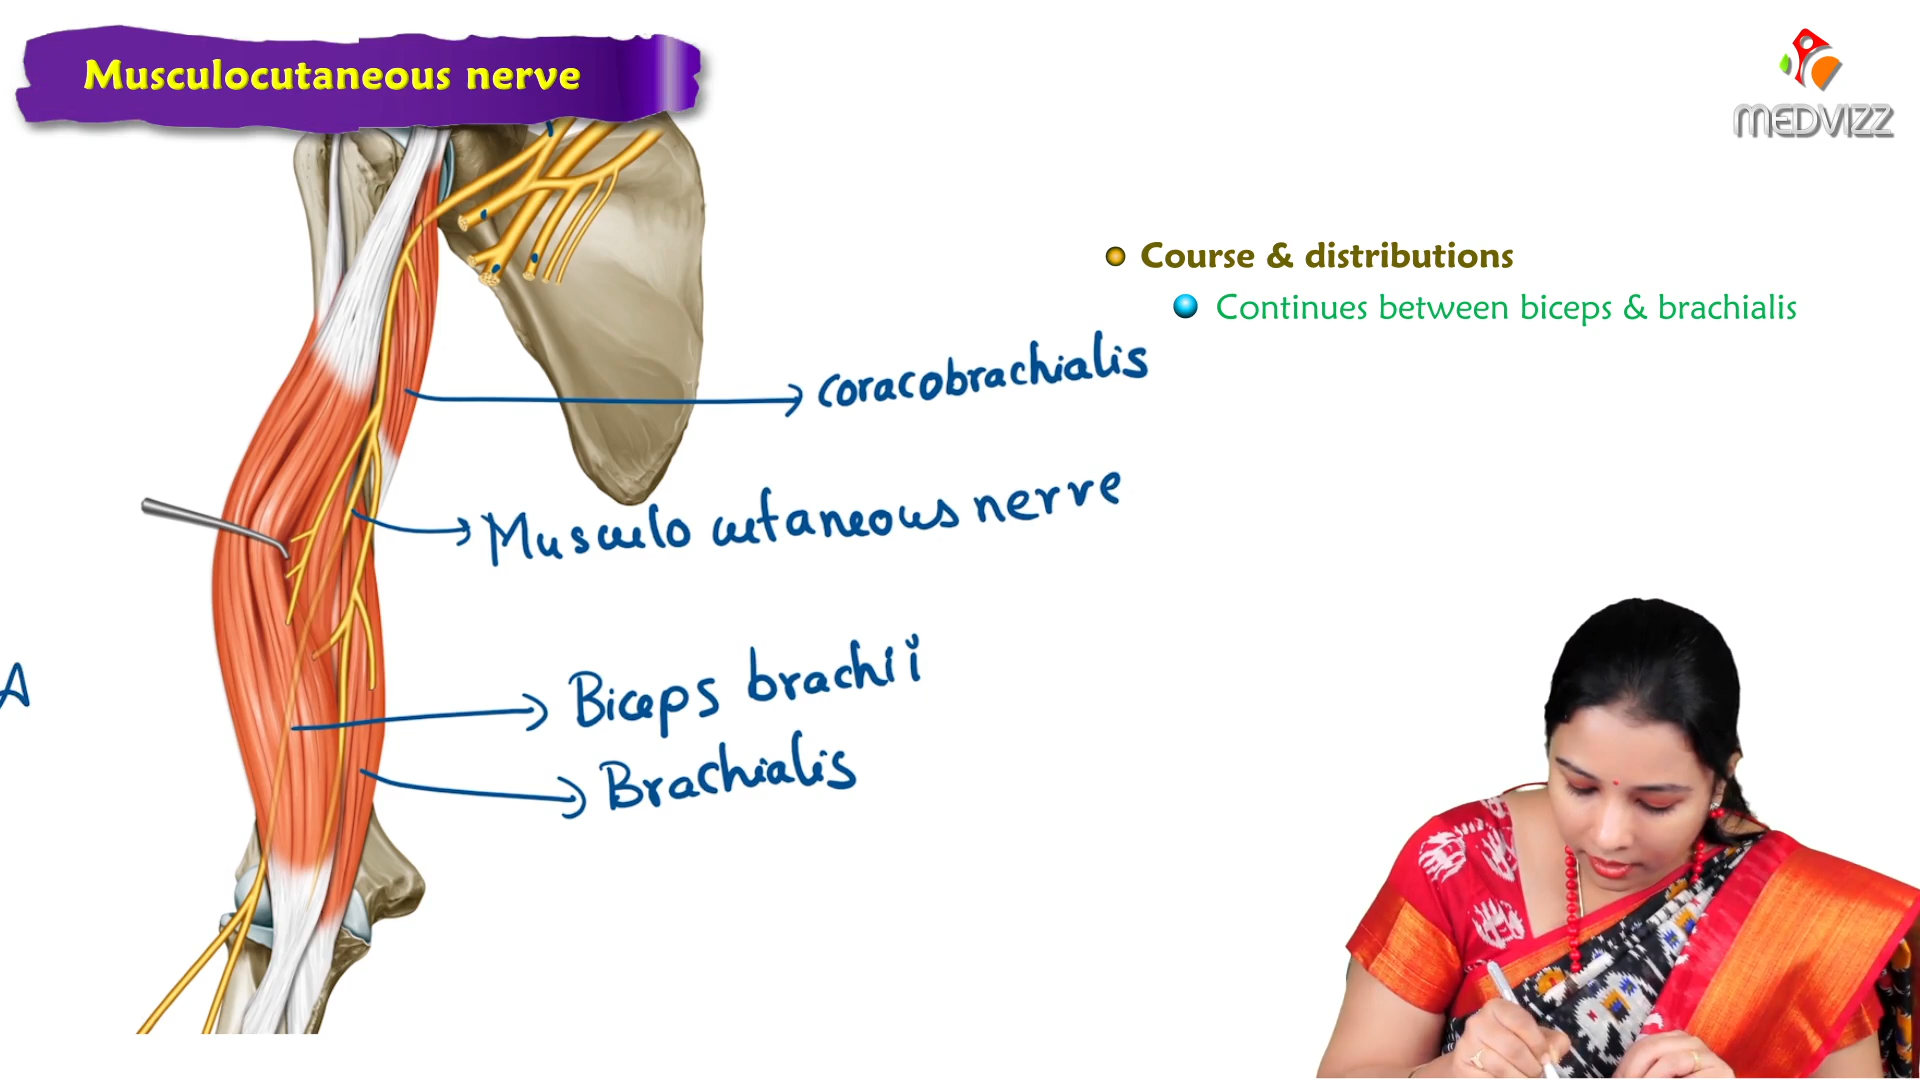 Musculocutaneous nerve
MEDVIZZ
Course & distributions
Continues between biceps & brachialis
coracobrachialis
Musculo cutaneous nerve
A
Biceps brachii
Brachialis